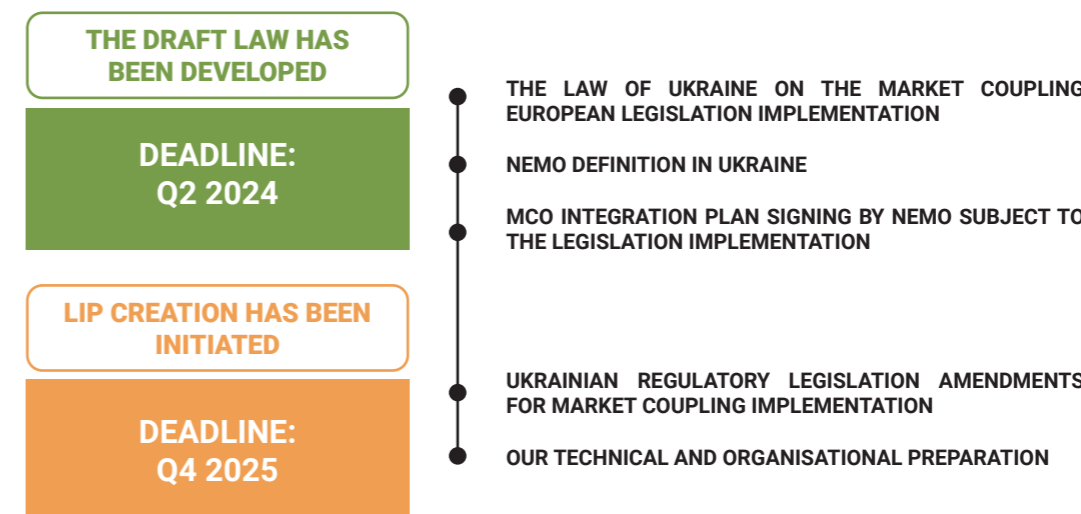 THE DRAFT LAW HAS
BEEN DEVELOPED
DEADLINE:
Q2 2024
THE LAW OF UKRAINE ON THE MARKET COUPLING
EUROPEAN LEGISLATION IMPLEMENTATION
NEMO DEFINITION IN UKRAINE
MCO INTEGRATION PLAN SIGNING BY NEMO SUBJECT TO
THE LEGISLATION IMPLEMENTATION
LIP CREATION HAS BEEN
INITIATED
DEADLINE:
Q4 2025
UKRAINIAN REGULATORY LEGISLATION AMENDMENTS
FOR MARKET COUPLING IMPLEMENTATION
OUR TECHNICAL AND ORGANISATIONAL PREPARATION